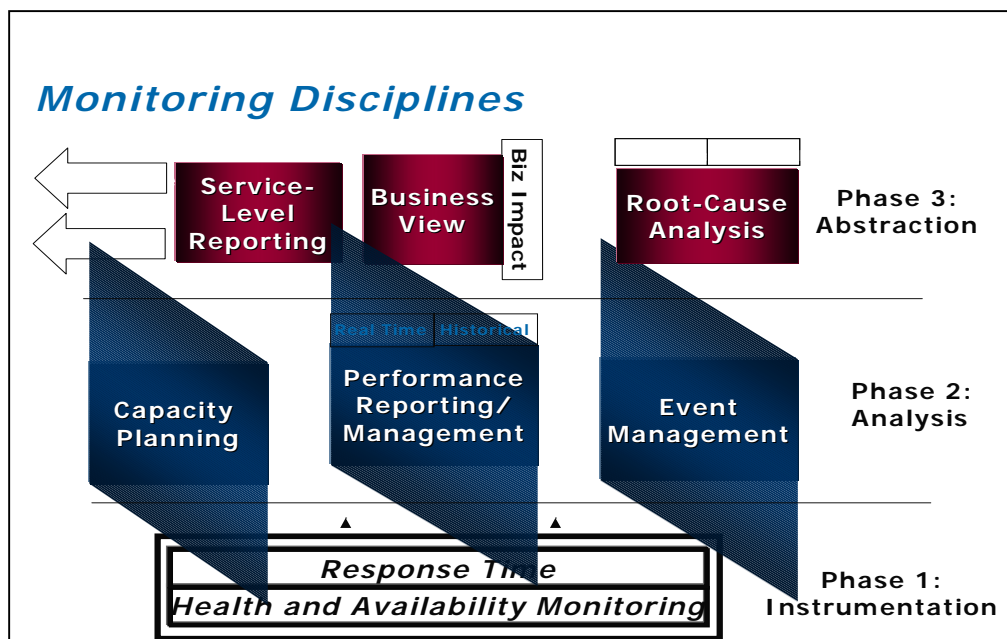 Monitoring Disciplines
Service-
Level
Reporting
Business
View
Biz Impact
Root-Cause
Analysis
Phase 3:
Abstraction
Real Time
Historical
Capacity
Planning
Performance
Reporting/
Management
Event
Management
Phase 2:
Analysis
Response Time
Health and Availability Monitoring
Phase 1:
Instrumentation